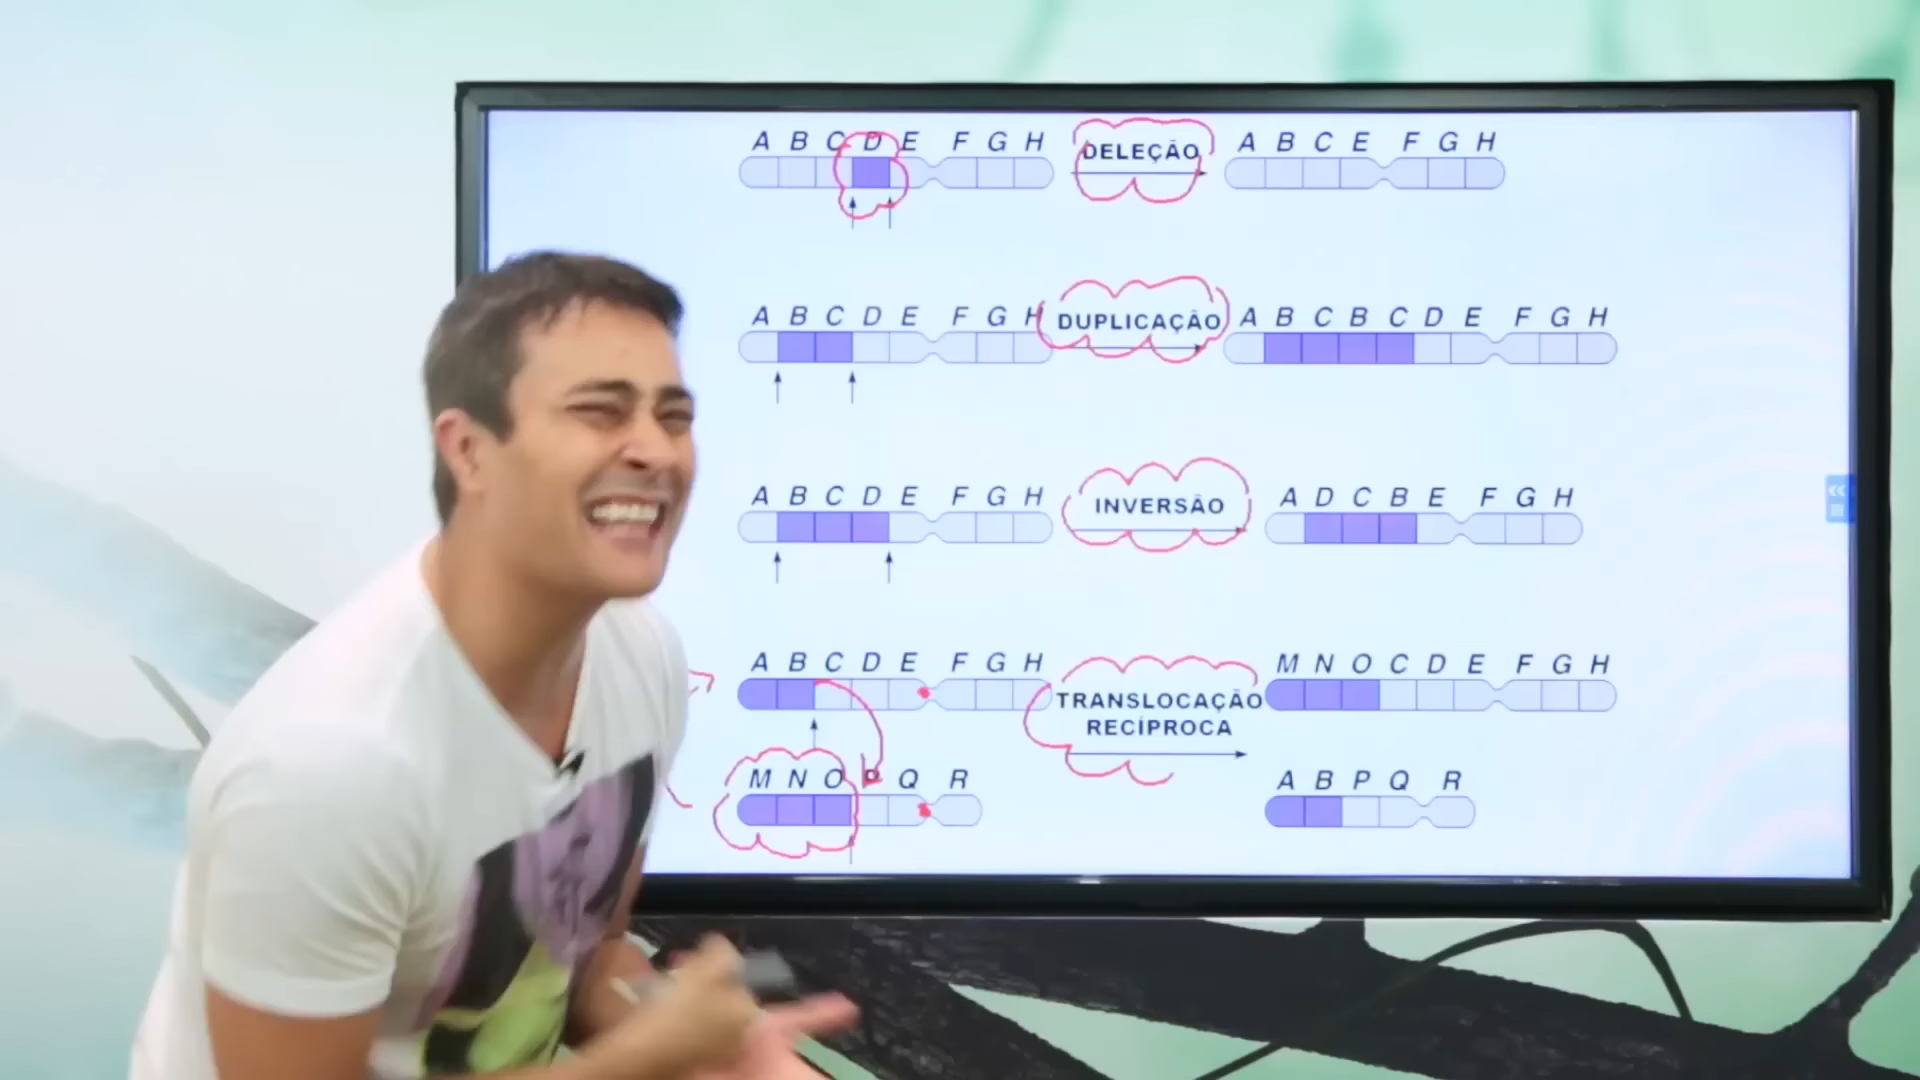 A B C D E F G H DELEÇÃO A B C E F G H
A B C D E F G H DUPLICAÇÃO A B C B C D E F G H
A B C D E F G H INVERSÃO A D C B E F G H
A B C D E F G H TRANSLOCAÇÃO RECÍPROCA M N O C D E F G H
M N O P Q R A B P Q R